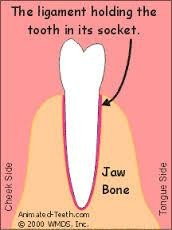 The ligament holding the
tooth in its socket.
Cheek Side
Tongue Side
Jaw
Bone
Animated-Teeth.com
© 2000 WMDS, Inc.